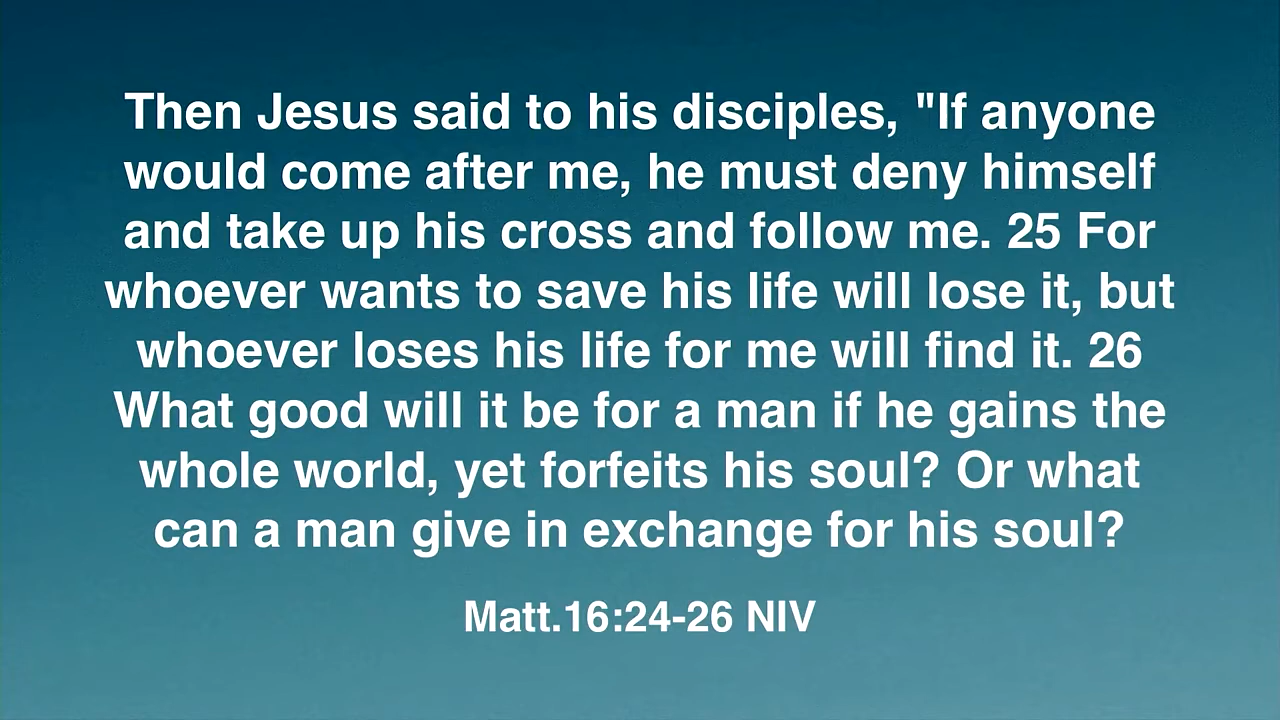 Then Jesus said to his disciples, "If anyone
would come after me, he must deny himself
and take up his cross and follow me. 25 For
whoever wants to save his life will lose it, but
whoever loses his life for me will find it. 26
What good will it be for a man if he gains the
whole world, yet forfeits his soul? Or what
can a man give in exchange for his soul?
Matt.16:24-26 NIV